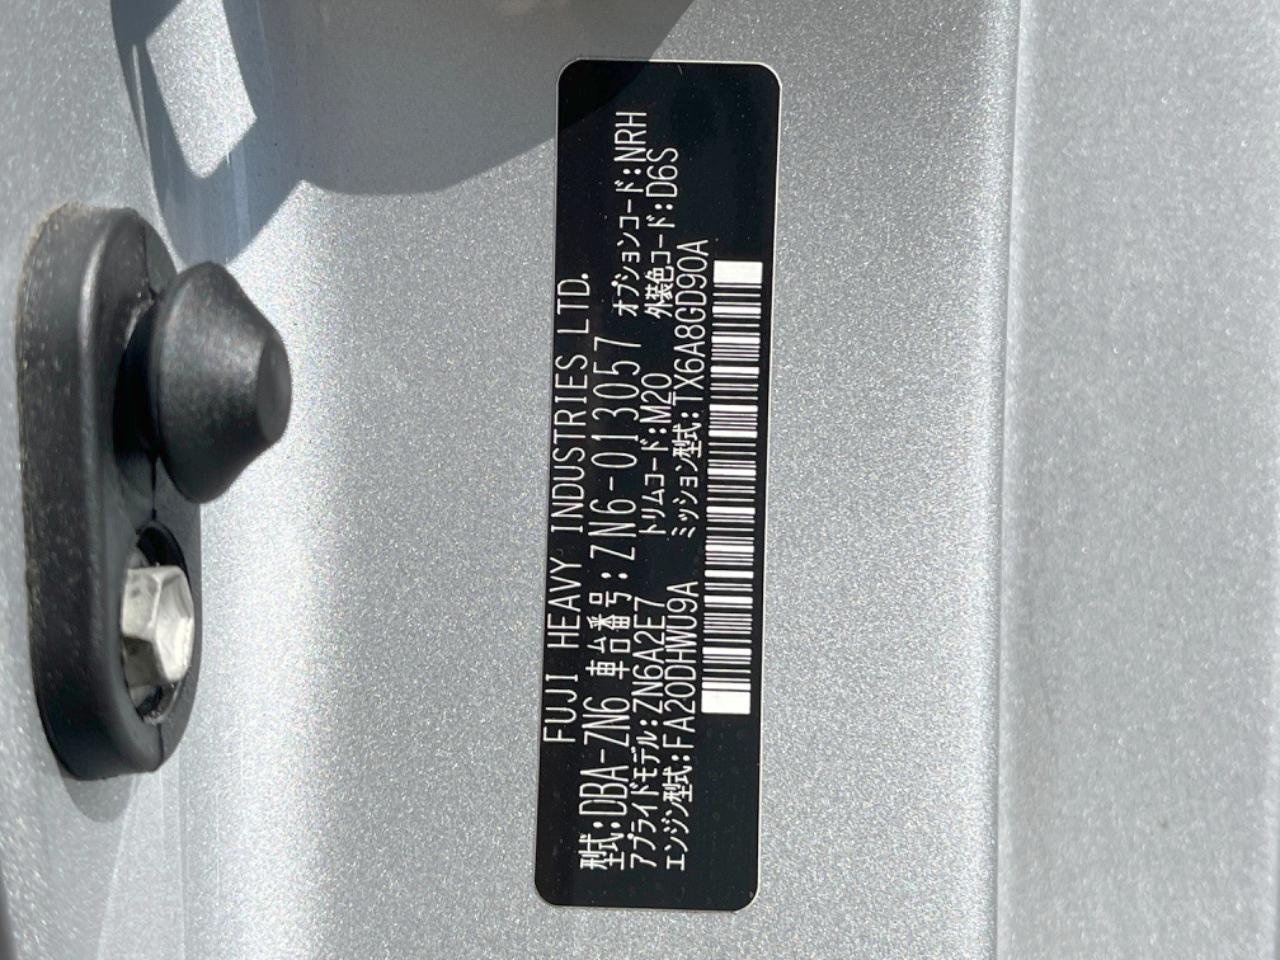 FUJI HEAVY INDUSTRIES LTD.
型式:DBA-ZN6 車台番号:ZN6-013057
アプライドモデル:ZN6A2E7 トリムコード:M20 オプションコード:NRH
エンジン型式:FA20DHWU9A ミッション型式:TX6A8GD90A 外装色コード:D6S